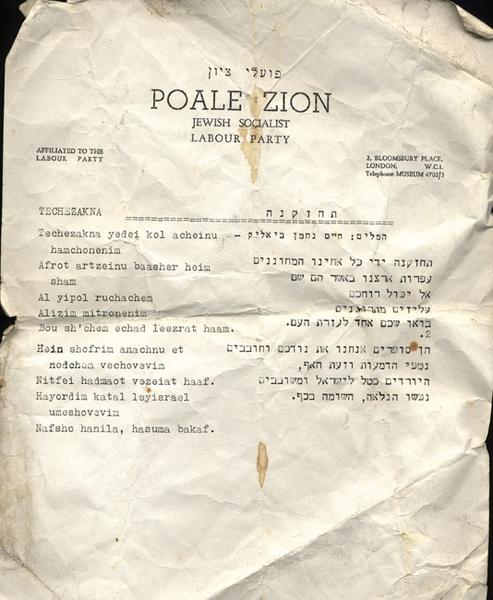 פועלי ציון
POALE ZION
JEWISH SOCIALIST
LABOUR PARTY
AFFILIATED TO THE
LABOUR PARTY
2, BLOOMSBURY PLACE,
LONDON, W.C.1.
Telephone: MUSEUM 4702/3
TECHEZAKNA
תחזקנה
Techezakna yedei kol acheinu
hamchonenim
Afrot artzeinu baasher heim
sham
Al yipol ruchachem
Alizim mitronenim
Bou sh'chem echad leezrat haam.
Hein shofrim anachnu et
nodchem vechovevim
Nitfei hadmaot vezeiat haaf.
Hayordim katal leyisrael
umeshovevim
Nafsho hanila, hasuma bakaf.
המלים: חיים נחמן ביאליק –
תחזקנה ידי כל אחינו המחוננים
עפרות ארצנו באשר הם שם
אל יפול רוחכם
עליזים מתרוננים
בואו שכם אחד לעזרת העם.
2.
הן סופרים אנחנו את נודכם וחובבים
נטפי הדמעות וזעת האף,
היורדים כטל לישראל ומשובבים
נפשו הנלאה, השומה בכף.